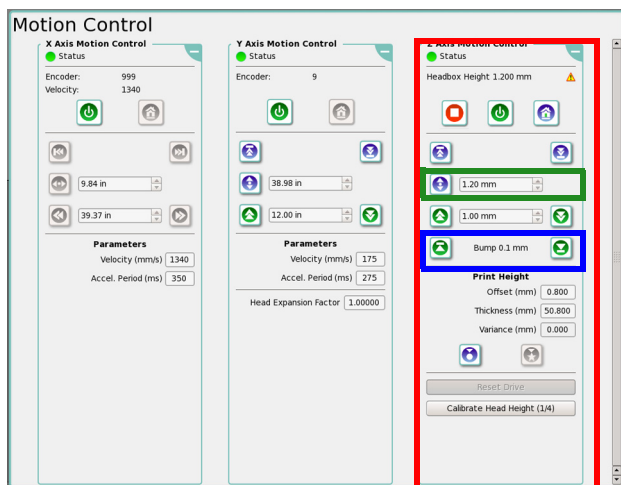 Motion Control
X Axis Motion Control
Status
Encoder: 999
Velocity: 1340
9.84 in
39.37 in
Parameters
Velocity (mm/s) 1340
Accel. Period (ms) 350
Y Axis Motion Control
Status
Encoder: 9
38.98 in
12.00 in
Parameters
Velocity (mm/s) 175
Accel. Period (ms) 275
Head Expansion Factor 1.00000
Z Axis Motion Control
Status
Headbox Height 1.200 mm
1.20 mm
1.00 mm
Bump 0.1 mm
Print Height
Offset (mm) 0.800
Thickness (mm) 50.800
Variance (mm) 0.000
Reset Drive
Calibrate Head Height (1/4)